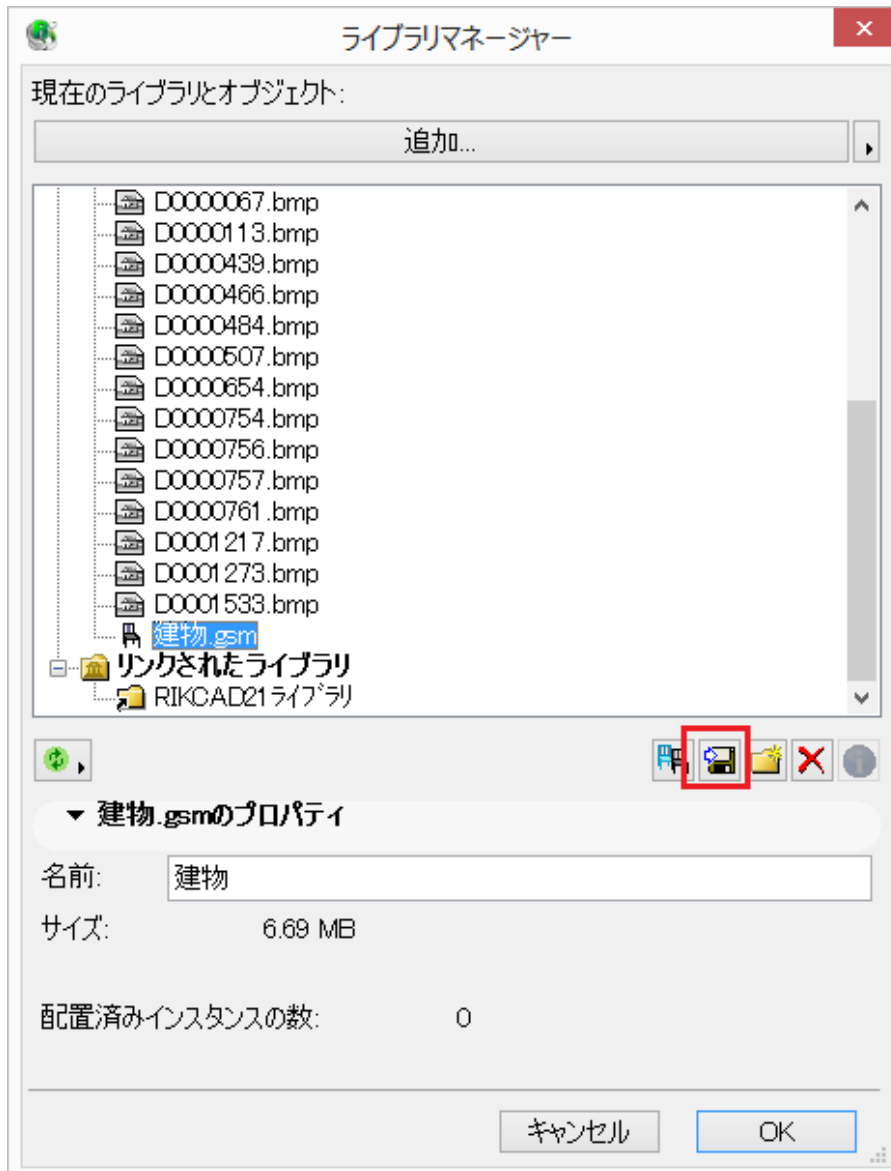 ライブラリマネージャー
現在のライブラリとオブジェクト:
追加...
D0000067.bmp
D0000113.bmp
D0000439.bmp
D0000466.bmp
D0000484.bmp
D0000507.bmp
D0000654.bmp
D0000754.bmp
D0000756.bmp
D0000757.bmp
D0000761.bmp
D0001217.bmp
D0001273.bmp
D0001533.bmp
建物.gsm
リンクされたライブラリ
RIKCAD21ライブラリ
建物.gsmのプロパティ
名前: 建物
サイズ: 6.69 MB
配置済みインスタンスの数: 0
キャンセル OK